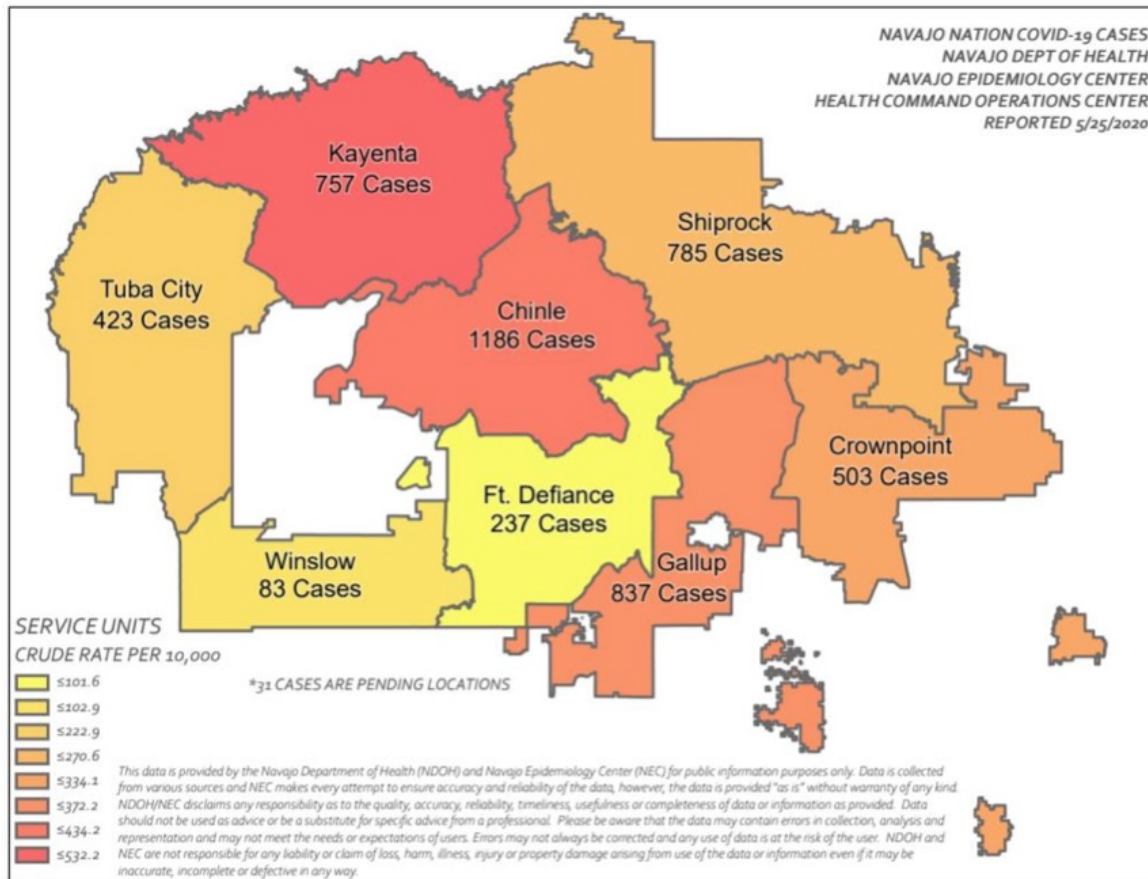 NAVAJO NATION COVID-19 CASES
NAVAJO DEPT OF HEALTH
NAVAJO EPIDEMIOLOGY CENTER
HEALTH COMMAND OPERATIONS CENTER
REPORTED 5/25/2020
Kayenta
757 Cases
Shiprock
785 Cases
Tuba City
423 Cases
Chinle
1186 Cases
Crownpoint
503 Cases
Ft. Defiance
237 Cases
Winslow
83 Cases
Gallup
837 Cases
SERVICE UNITS
CRUDE RATE PER 10,000
≤101.6
≤102.9
≤222.9
≤270.6
≤334.1
≤372.2
≤434.2
≤532.2
*31 CASES ARE PENDING LOCATIONS
This data is provided by the Navajo Department of Health (NDOH) and Navajo Epidemiology Center (NEC) for public information purposes only. Data is collected
from various sources and NEC makes every attempt to ensure accuracy and reliability of the data, however, the data is provided "as is" without warranty of any kind.
NDOH/NEC disclaims any responsibility as to the quality, accuracy, reliability, timeliness, usefulness or completeness of data or information as provided. Data
should not be used as advice or be a substitute for specific advice from a professional. Please be aware that the data may contain errors in collection, analysis and
representation and may not meet the needs or expectations of users. Errors may not always be corrected and any use of data is at the risk of the user. NDOH and
NEC are not responsible for any liability or claim of loss, harm, illness, injury or property damage arising from use of the data or information even if it may be
inaccurate, incomplete or defective in any way.